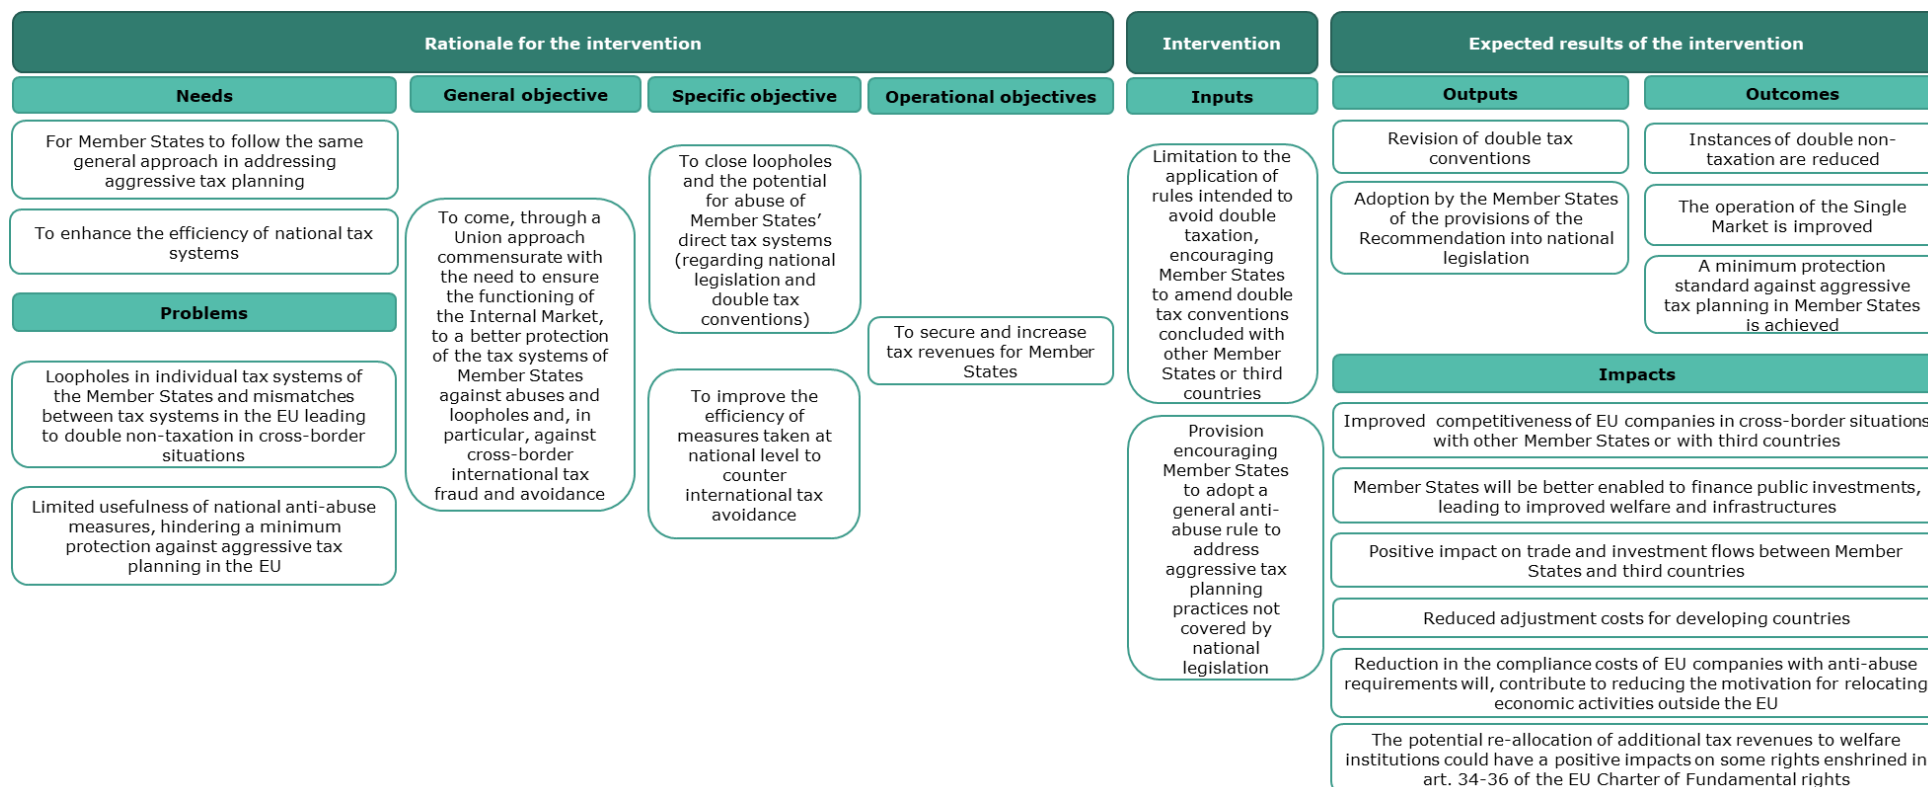 Rationale for the intervention
Needs
For Member States to follow the same
general approach in addressing
aggressive tax planning
To enhance the efficiency of national tax
systems
Problems
Loopholes in individual tax systems of
the Member States and mismatches
between tax systems in the EU leading
to double non-taxation in cross-border
situations
Limited usefulness of national anti-abuse
measures, hindering a minimum
protection against aggressive tax
planning in the EU
General objective
To come, through a
Union approach
commensurate with
the need to ensure
the functioning of
the Internal Market,
to a better protection
of the tax systems of
Member States
against abuses and
loopholes and, in
particular, against
cross-border
international tax
fraud and avoidance
Specific objective
To close loopholes
and the potential
for abuse of
Member States’
direct tax systems
(regarding national
legislation and
double tax
conventions)
To improve the
efficiency of
measures taken at
national level to
counter
international tax
avoidance
Operational objectives
To secure and increase
tax revenues for Member
States
Intervention
Inputs
Limitation to the
application of
rules intended to
avoid double
taxation,
encouraging
Member States
to amend double
tax conventions
concluded with
other Member
States or third
countries
Provision
encouraging
Member States
to adopt a
general anti-
abuse rule to
address
aggressive tax
planning
practices not
covered by
national
legislation
Expected results of the intervention
Outputs
Revision of double tax
conventions
Adoption by the Member States
of the provisions of the
Recommendation into national
legislation
Outcomes
Instances of double non-
taxation are reduced
The operation of the Single
Market is improved
A minimum protection
standard against aggressive
tax planning in Member States
is achieved
Impacts
Improved competitiveness of EU companies in cross-border situations
with other Member States or with third countries
Member States will be better enabled to finance public investments,
leading to improved welfare and infrastructures
Positive impact on trade and investment flows between Member
States and third countries
Reduced adjustment costs for developing countries
Reduction in the compliance costs of EU companies with anti-abuse
requirements will, contribute to reducing the motivation for relocating
economic activities outside the EU
The potential re-allocation of additional tax revenues to welfare
institutions could have a positive impacts on some rights enshrined in
art. 34-36 of the EU Charter of Fundamental rights